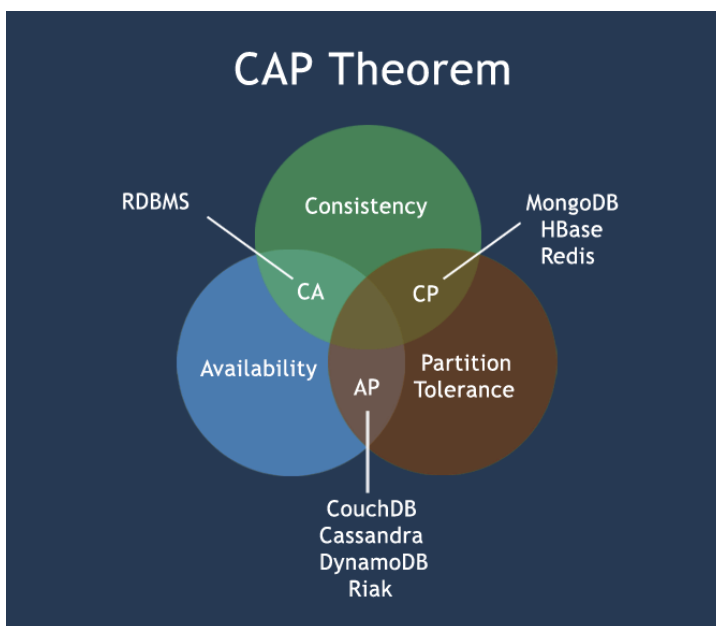 CAP Theorem
RDBMS
Consistency
MongoDB
HBase
Redis
CA
CP
Availability
Partition
Tolerance
AP
CouchDB
Cassandra
DynamoDB
Riak